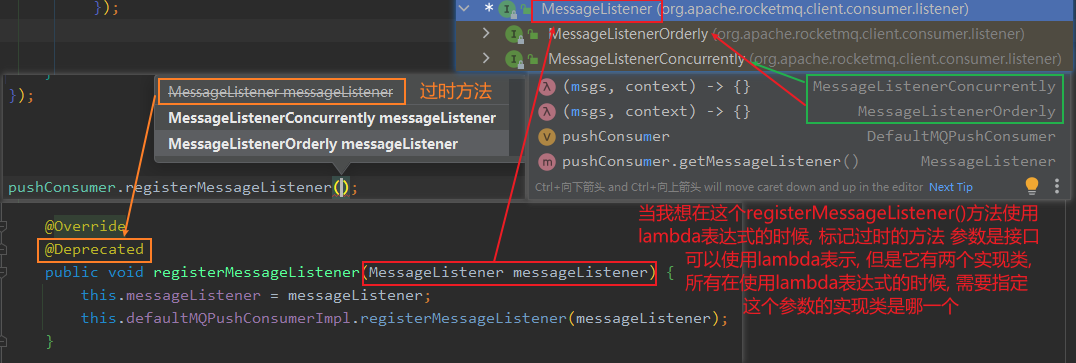 });
* MessageListener (org.apache.rocketmq.client.consumer.listener)
MessageListenerOrderly (org.apache.rocketmq.client.consumer.listener)
MessageListenerConcurrently (org.apache.rocketmq.client.consumer.listener)
}
});
MessageListener messageListener 过时方法
MessageListenerConcurrently messageListener
MessageListenerOrderly messageListener
pushConsumer.registerMessageListener();
λ (msgs, context) -> {} MessageListenerConcurrently
λ (msgs, context) -> {} MessageListenerOrderly
V pushConsumer DefaultMQPushConsumer
m pushConsumer.getMessageListener() MessageListener
Ctrl+向下箭头 and Ctrl+向上箭头 will move caret down and up in the editor Next Tip
@Override
@Deprecated
public void registerMessageListener(MessageListener messageListener) {
this.messageListener = messageListener;
this.defaultMQPushConsumerImpl.registerMessageListener(messageListener);
}
当我想在这个registerMessageListener()方法使用
lambda表达式的时候, 标记过时的方法 参数是接口
可以使用lambda表示, 但是它有两个实现类,
所有在使用lambda表达式的时候, 需要指定
这个参数的实现类是哪一个